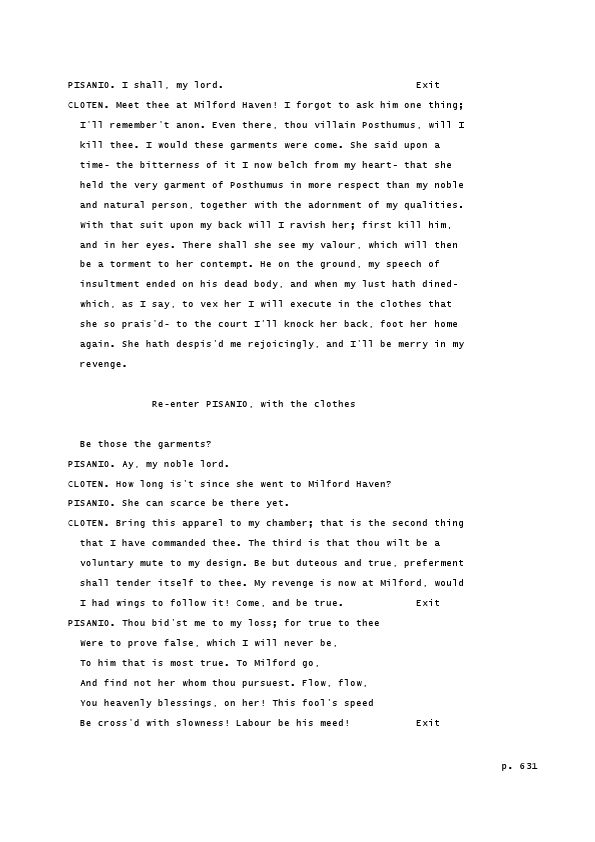 PISANIO. I shall, my lord. Exit
CLOTEN. Meet thee at Milford Haven! I forgot to ask him one thing;
I'll remember't anon. Even there, thou villain Posthumus, will I
kill thee. I would these garments were come. She said upon a
time- the bitterness of it I now belch from my heart- that she
held the very garment of Posthumus in more respect than my noble
and natural person, together with the adornment of my qualities.
With that suit upon my back will I ravish her; first kill him,
and in her eyes. There shall she see my valour, which will then
be a torment to her contempt. He on the ground, my speech of
insultment ended on his dead body, and when my lust hath dined-
which, as I say, to vex her I will execute in the clothes that
she so prais'd- to the court I'll knock her back, foot her home
again. She hath despis'd me rejoicingly, and I'll be merry in my
revenge.
Re-enter PISANIO, with the clothes
Be those the garments?
PISANIO. Ay, my noble lord.
CLOTEN. How long is't since she went to Milford Haven?
PISANIO. She can scarce be there yet.
CLOTEN. Bring this apparel to my chamber; that is the second thing
that I have commanded thee. The third is that thou wilt be a
voluntary mute to my design. Be but duteous and true, preferment
shall tender itself to thee. My revenge is now at Milford, would
I had wings to follow it! Come, and be true. Exit
PISANIO. Thou bid'st me to my loss; for true to thee
Were to prove false, which I will never be,
To him that is most true. To Milford go,
And find not her whom thou pursuest. Flow, flow,
You heavenly blessings, on her! This fool's speed
Be cross'd with slowness! Labour be his meed! Exit
p. 631